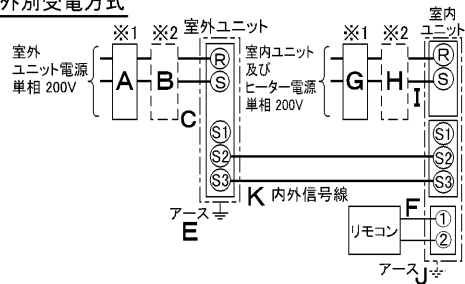 外別受電方式
※1 ※2 室外ユニット ※1 ※2 室内ユニット
室外
ユニット電源
単相 200V
A B C
R
S
S1
S2
S3
アース
E
室内ユニット
及び
ヒーター電源
単相 200V
G H I
R
S
S1
S2
S3
K 内外信号線
リモコン
F
①
②
アース J